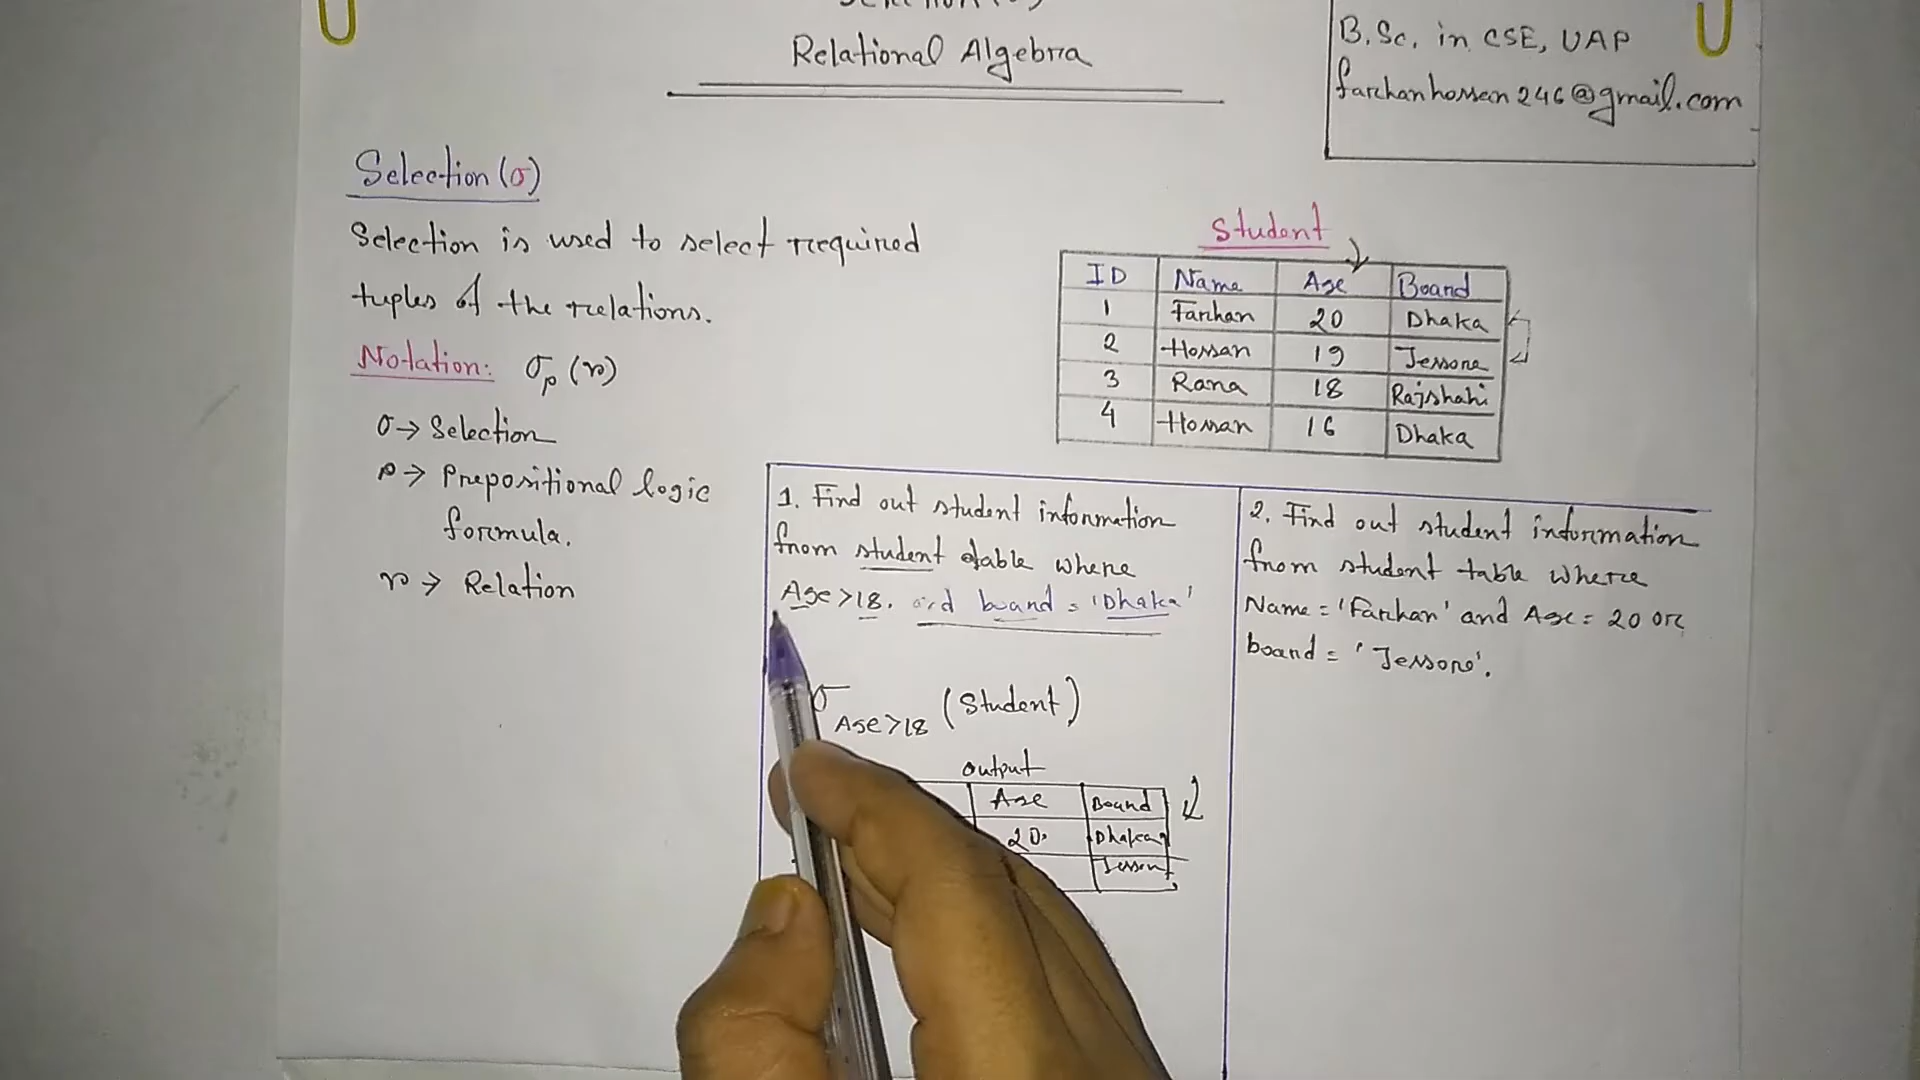 Relational Algebra
B.Sc. in CSE, UAP
farhanhossen246@gmail.com
Selection (σ)
Selection is used to select required
tuples of the relations.
Notation: σp (r)
σ → Selection
p → Prepositional logic
formula.
r → Relation
Student
ID Name Age Board
1 Farhan 20 Dhaka
2 Hossan 19 Jessore
3 Rana 18 Rajshahi
4 Hossan 16 Dhaka
1. Find out student information
from student table where
Age > 18. and board = 'Dhaka'
σ Age > 18 (Student)
output
Age Board
20 Dhaka
Jessore
2. Find out student information
from student table where
Name = 'Farhan' and Age = 20 or
board = 'Jessore'.